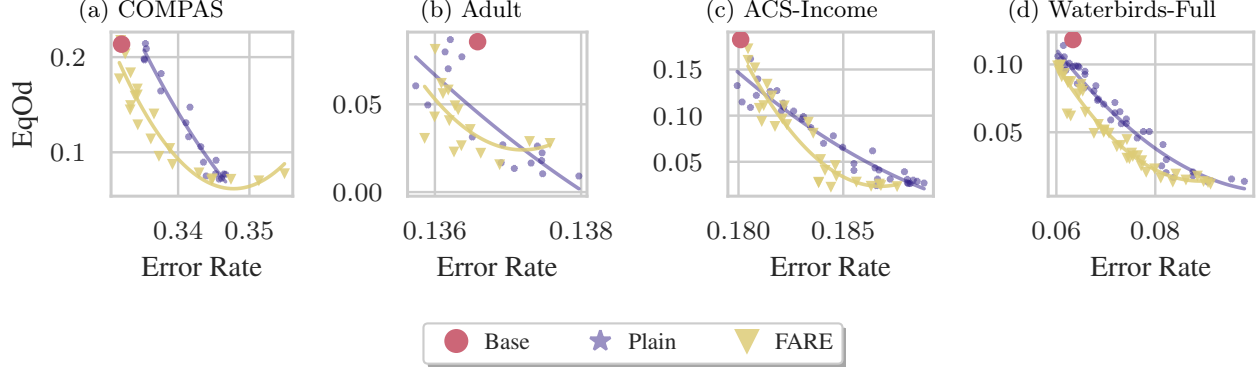 (a) COMPAS
(b) Adult
(c) ACS-Income
(d) Waterbirds-Full
EqOd
0.2
0.1
0.34 0.35
Error Rate
0.05
0.00
0.136 0.138
Error Rate
0.15
0.10
0.05
0.180 0.185
Error Rate
0.10
0.05
0.06 0.08
Error Rate
Base Plain FARE